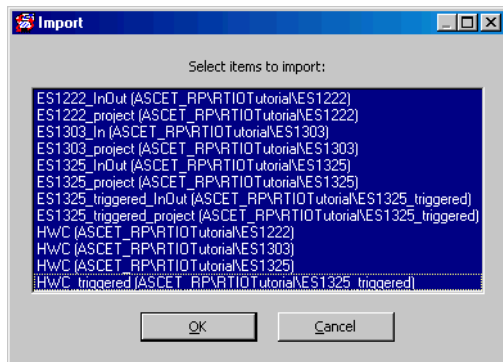 Import
Select items to import:
ES1222_InOut (ASCET_RP\RTIOTutorial\ES1222)
ES1222_project (ASCET_RP\RTIOTutorial\ES1222)
ES1303_In (ASCET_RP\RTIOTutorial\ES1303)
ES1303_project (ASCET_RP\RTIOTutorial\ES1303)
ES1325_InOut (ASCET_RP\RTIOTutorial\ES1325)
ES1325_project (ASCET_RP\RTIOTutorial\ES1325)
ES1325_triggered_InOut (ASCET_RP\RTIOTutorial\ES1325_triggered)
ES1325_triggered_project (ASCET_RP\RTIOTutorial\ES1325_triggered)
HWC (ASCET_RP\RTIOTutorial\ES1222)
HWC (ASCET_RP\RTIOTutorial\ES1303)
HWC (ASCET_RP\RTIOTutorial\ES1325)
HWC_triggered (ASCET_RP\RTIOTutorial\ES1325_triggered)
OK Cancel